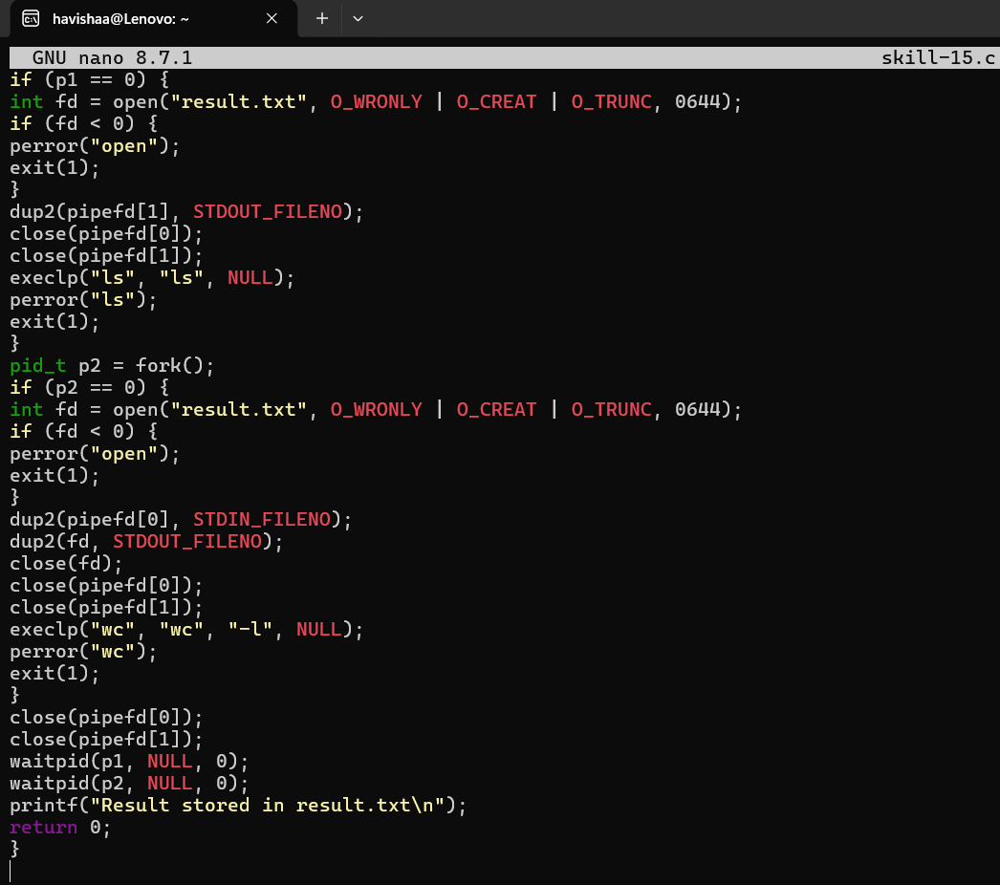 havishaa@Lenovo: ~
GNU nano 8.7.1 skill-15.c
if (p1 == 0) {
int fd = open("result.txt", O_WRONLY | O_CREAT | O_TRUNC, 0644);
if (fd < 0) {
perror("open");
exit(1);
}
dup2(pipefd[1], STDOUT_FILENO);
close(pipefd[0]);
close(pipefd[1]);
execlp("ls", "ls", NULL);
perror("ls");
exit(1);
}
pid_t p2 = fork();
if (p2 == 0) {
int fd = open("result.txt", O_WRONLY | O_CREAT | O_TRUNC, 0644);
if (fd < 0) {
perror("open");
exit(1);
}
dup2(pipefd[0], STDIN_FILENO);
dup2(fd, STDOUT_FILENO);
close(fd);
close(pipefd[0]);
close(pipefd[1]);
execlp("wc", "wc", "-l", NULL);
perror("wc");
exit(1);
}
close(pipefd[0]);
close(pipefd[1]);
waitpid(p1, NULL, 0);
waitpid(p2, NULL, 0);
printf("Result stored in result.txt\n");
return 0;
}